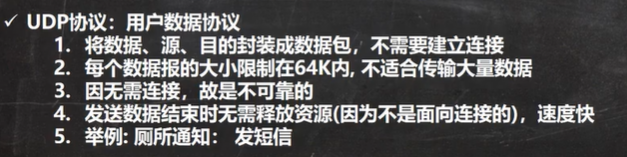 ✓ UDP协议：用户数据协议
1. 将数据、源、目的封装成数据包，不需要建立连接
2. 每个数据报的大小限制在64K内, 不适合传输大量数据
3. 因无需连接，故是不可靠的
4. 发送数据结束时无需释放资源(因为不是面向连接的)，速度快
5. 举例: 厕所通知： 发短信